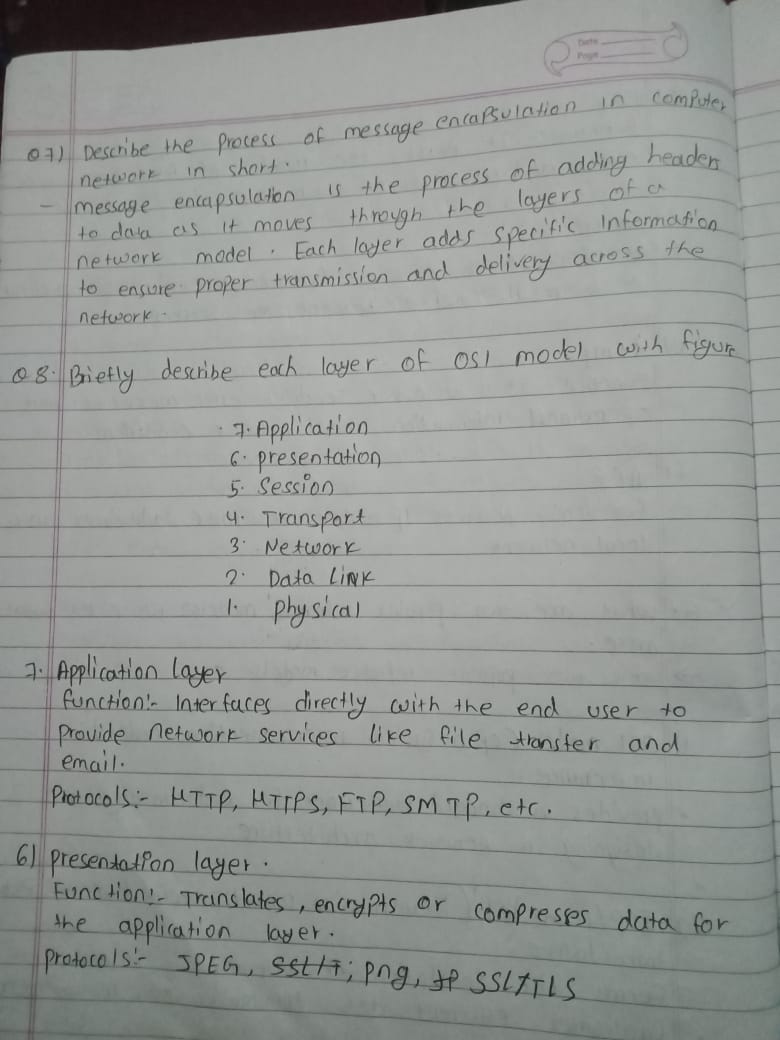 Date
Page
Q7) Describe the process of message encapsulation in computer
network in short.
- message encapsulation is the process of adding headers
to data as it moves through the layers of a
network model. Each layer adds specific information
to ensure proper transmission and delivery across the
network.
Q8. Briefly describe each layer of OSI model with figure
7. Application
6. presentation
5. Session
4. Transport
3. Network
2. Data Link
1. physical
7. Application layer
function:- Interfaces directly with the end user to
provide network services like file transfer and
email.
Protocols:- HTTP, HTTPS, FTP, SMTP, etc.
6) presentation layer.
Function:- Translates, encrypts or compresses data for
the application layer.
protocols:- JPEG, png, SSL/TLS